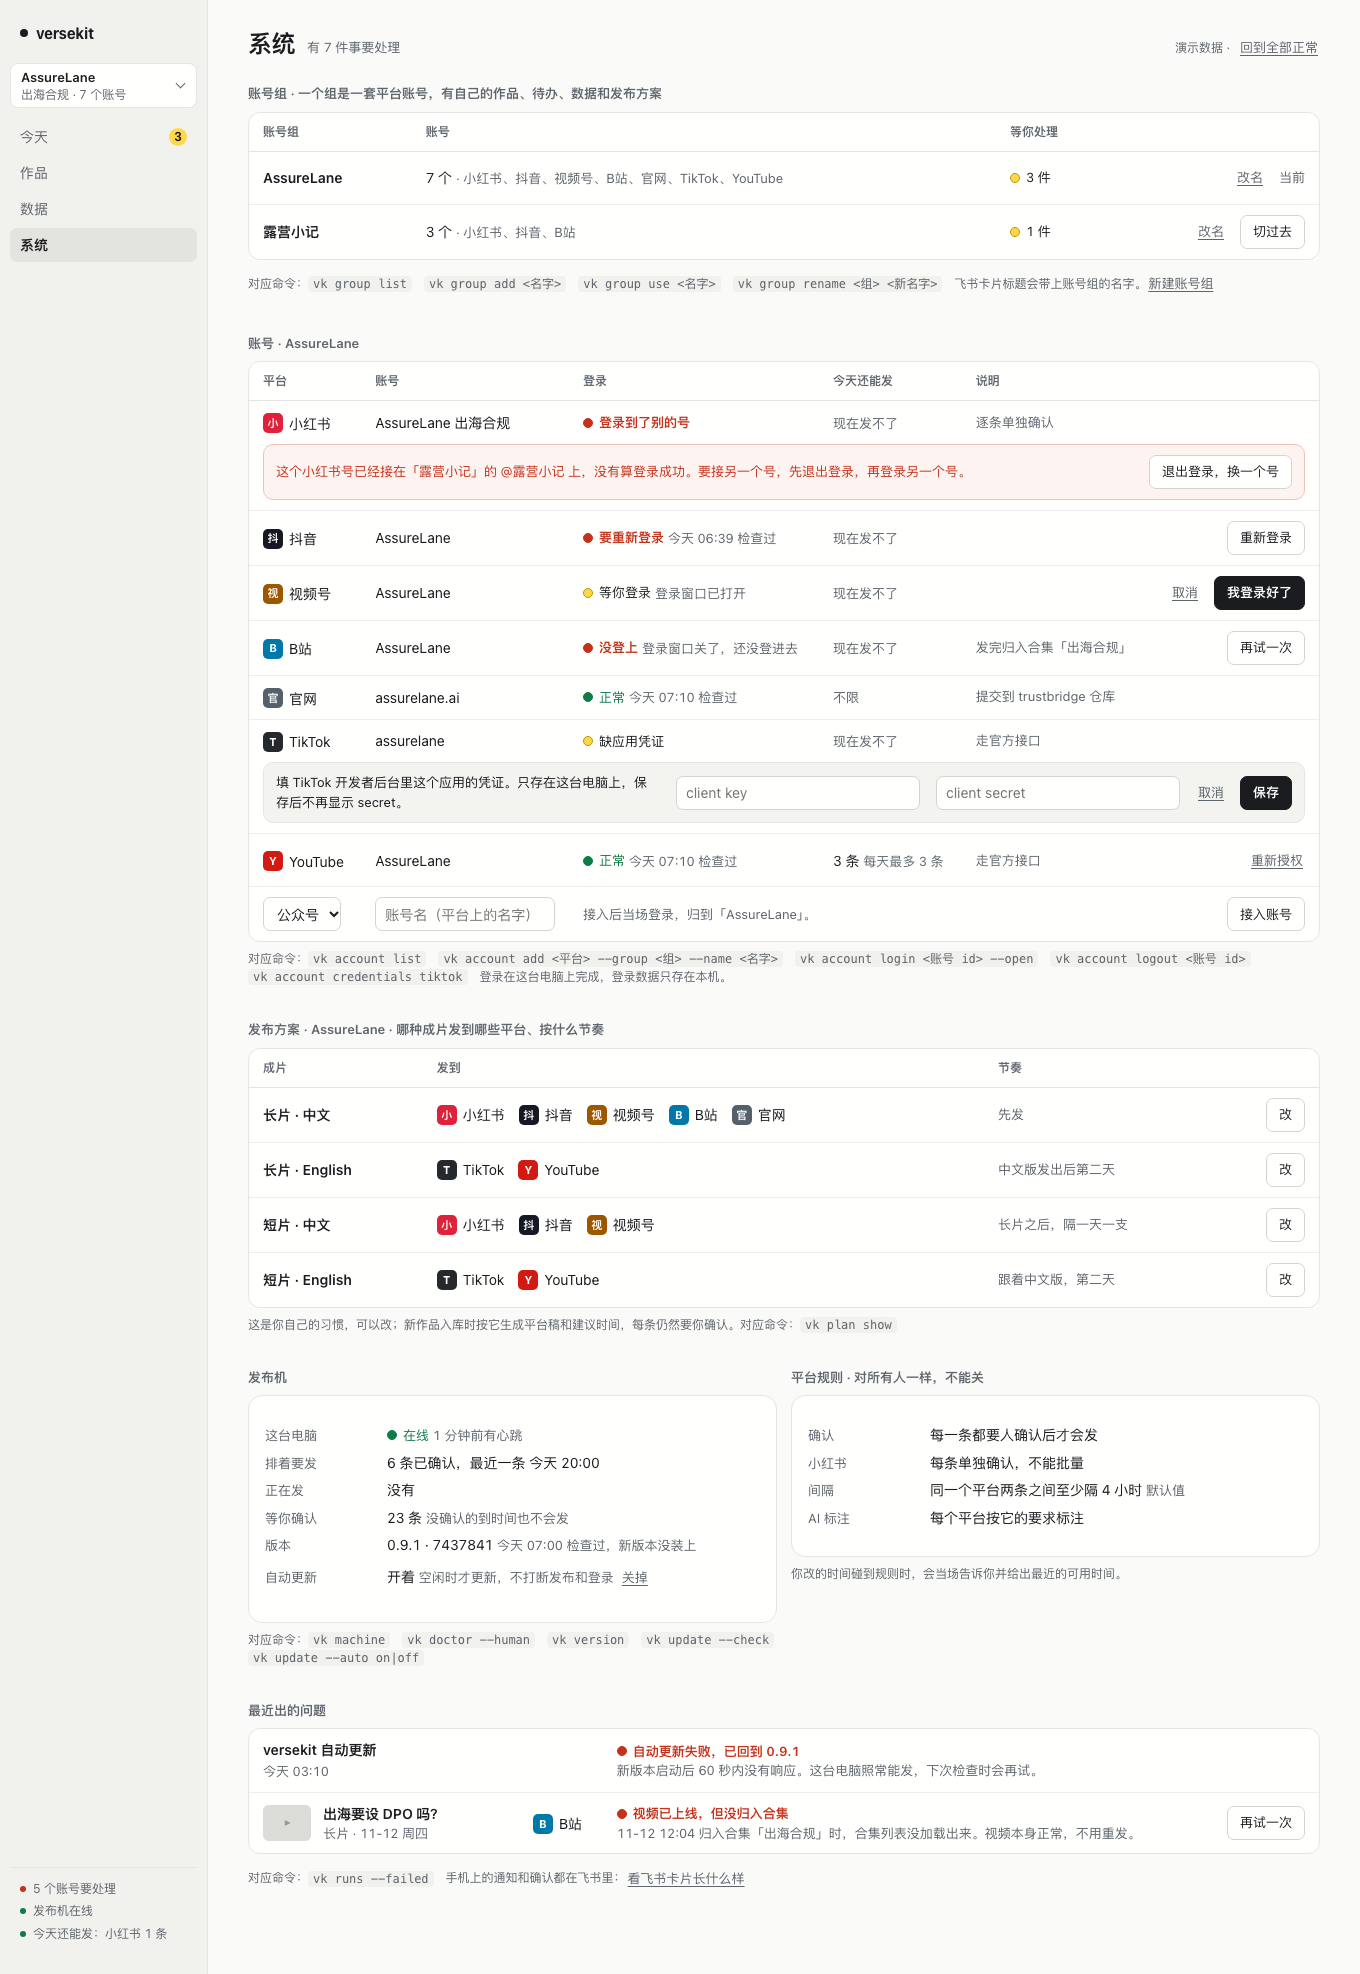 versekit
AssureLane
出海合规 · 7 个账号
今天 3
作品
数据
系统
5 个账号要处理
发布机在线
今天还能发：小红书 1 条
系统 有 7 件事要处理
演示数据 · 回到全部正常
账号组 · 一个组是一套平台账号，有自己的作品、待办、数据和发布方案
账号组 账号 等你处理
AssureLane 7 个 · 小红书、抖音、视频号、B站、官网、TikTok、YouTube 3 件 改名 当前
露营小记 3 个 · 小红书、抖音、B站 1 件 改名 切过去
对应命令： vk group list vk group add <名字> vk group use <名字> vk group rename <组> <新名字> 飞书卡片标题会带上账号组的名字。 新建账号组
账号 · AssureLane
平台 账号 登录 今天还能发 说明
小 小红书 AssureLane 出海合规 登录到了别的号 现在发不了 逐条单独确认
这个小红书号已经接在「露营小记」的 @露营小记 上，没有算登录成功。要接另一个号，先退出登录，再登录另一个号。 退出登录，换一个号
抖 抖音 AssureLane 要重新登录 今天 06:39 检查过 现在发不了 重新登录
视 视频号 AssureLane 等你登录 登录窗口已打开 现在发不了 取消 我登录好了
B B站 AssureLane 没登上 登录窗口关了，还没登进去 现在发不了 发完归入合集「出海合规」 再试一次
官 官网 assurelane.ai 正常 今天 07:10 检查过 不限 提交到 trustbridge 仓库
T TikTok assurelane 缺应用凭证 现在发不了 走官方接口
填 TikTok 开发者后台里这个应用的凭证。只存在这台电脑上，保
存后不再显示 secret。 client key client secret 取消 保存
Y YouTube AssureLane 正常 今天 07:10 检查过 3 条 每天最多 3 条 走官方接口 重新授权
公众号 账号名（平台上的名字） 接入后当场登录，归到「AssureLane」。 接入账号
对应命令： vk account list vk account add <平台> --group <组> --name <名字> vk account login <账号 id> --open vk account logout <账号 id>
vk account credentials tiktok 登录在这台电脑上完成，登录数据只存在本机。
发布方案 · AssureLane · 哪种成片发到哪些平台、按什么节奏
成片 发到 节奏
长片 · 中文 小 小红书 抖 抖音 视 视频号 B B站 官 官网 先发 改
长片 · English T TikTok Y YouTube 中文版发出后第二天 改
短片 · 中文 小 小红书 抖 抖音 视 视频号 长片之后，隔一天一支 改
短片 · English T TikTok Y YouTube 跟着中文版，第二天 改
这是你自己的习惯，可以改；新作品入库时按它生成平台稿和建议时间，每条仍然要你确认。对应命令： vk plan show
发布机
这台电脑 在线 1 分钟前有心跳
排着要发 6 条已确认，最近一条 今天 20:00
正在发 没有
等你确认 23 条 没确认的到时间也不会发
版本 0.9.1 · 7437841 今天 07:00 检查过，新版本没装上
自动更新 开着 空闲时才更新，不打断发布和登录 关掉
对应命令： vk machine vk doctor --human vk version vk update --check
vk update --auto on|off
平台规则 · 对所有人一样，不能关
确认 每一条都要人确认后才会发
小红书 每条单独确认，不能批量
间隔 同一个平台两条之间至少隔 4 小时 默认值
AI 标注 每个平台按它的要求标注
你改的时间碰到规则时，会当场告诉你并给出最近的可用时间。
最近出的问题
versekit 自动更新 自动更新失败，已回到 0.9.1
今天 03:10 新版本启动后 60 秒内没有响应。这台电脑照常能发，下次检查时会再试。
出海要设 DPO 吗? B B站 视频已上线，但没归入合集 再试一次
长片 · 11-12 周四 11-12 12:04 归入合集「出海合规」时，合集列表没加载出来。视频本身正常，不用重发。
对应命令： vk runs --failed 手机上的通知和确认都在飞书里： 看飞书卡片长什么样